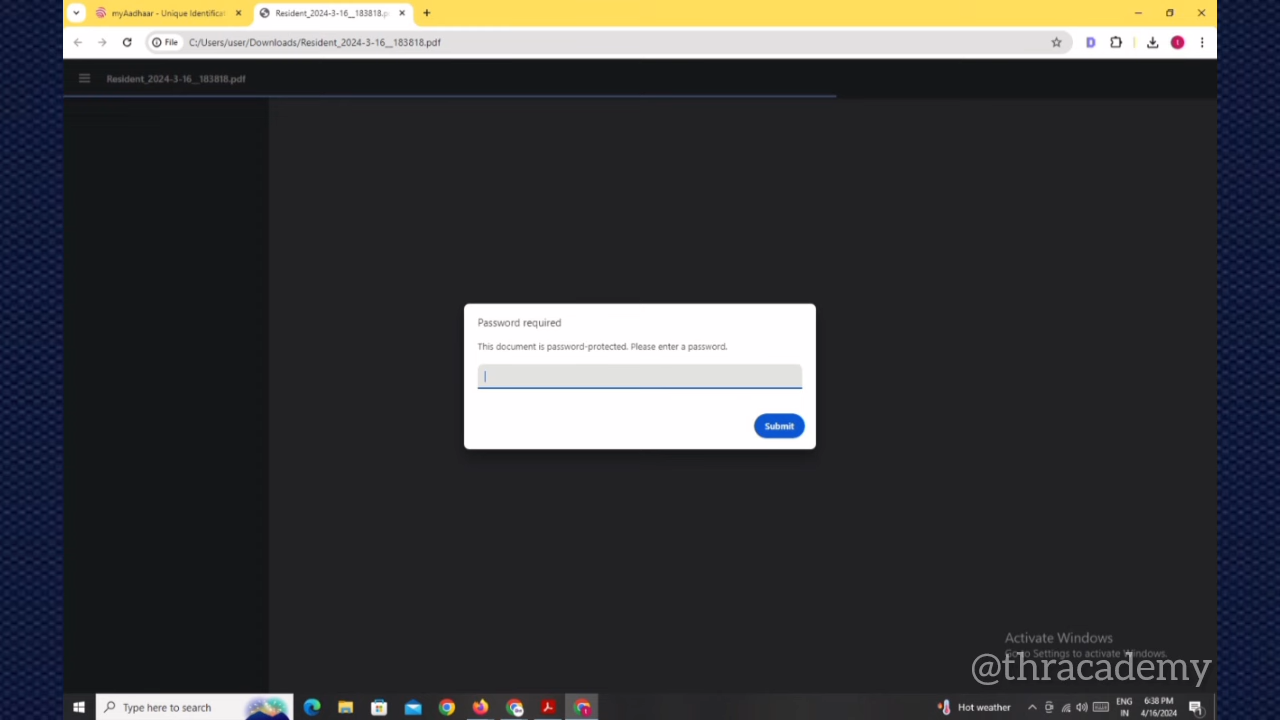 myAadhaar - Unique Identificat
Resident_2024-3-16__183818.p
File
C:/Users/user/Downloads/Resident_2024-3-16__183818.pdf
D
1
Resident_2024-3-16__183818.pdf
Password required
This document is password-protected. Please enter a password.
Submit
Activate Windows
Go to Settings to activate Windows.
@thracademy
Type here to search
Hot weather
ENG
IN
6:38 PM
4/16/2024